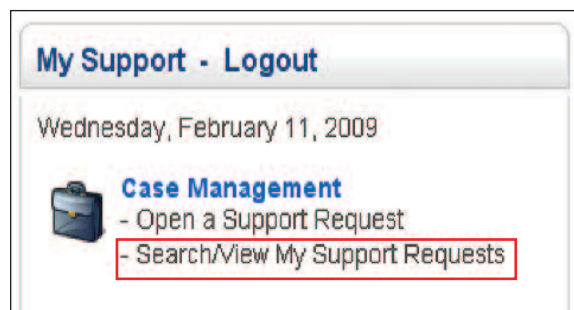 My Support - Logout
Wednesday, February 11, 2009
Case Management
- Open a Support Request
- Search/View My Support Requests